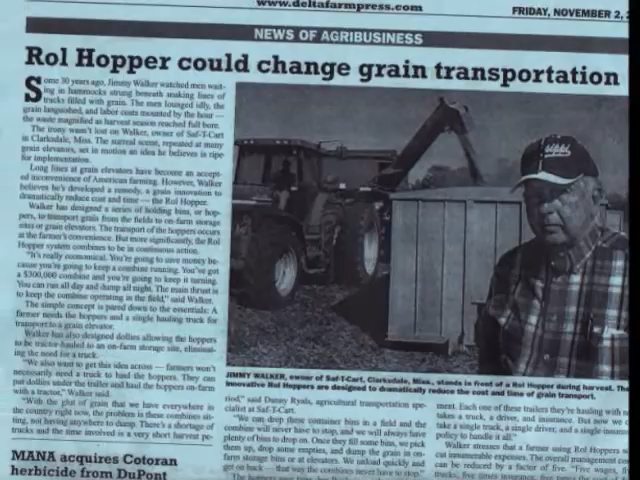 www.deltafarmpress.com
FRIDAY, NOVEMBER 2,
NEWS OF AGRIBUSINESS
Rol Hopper could change grain transportation
Some 30 years ago, Jimmy Walker watched men wait-
ing in hammocks strung beneath snaking lines of
trucks filled with grain. The men lounged idly, the
grain languished, and labor costs mounted by the hour —
the waste magnified as harvest season reached full bore.
The irony wasn't lost on Walker, owner of Saf-T-Cart
in Clarksdale, Miss. The surreal scene, repeated at many
grain elevators, set in motion an idea he believes is ripe
for implementation.
Long lines at grain elevators have become an accept-
ed inconvenience of American farming. However, Walker
believes he's developed a remedy, a grain innovation to
dramatically reduce cost and time — the Rol Hopper.
Walker has designed a series of holding bins, or hop-
pers, to transport grain from the fields to on-farm storage
sites or grain elevators. The transport of the hoppers occurs
at the farmer's convenience. But more significantly, the Rol
Hopper system combines to be in continuous action.
"It's really economical. You're going to save money be-
cause you're going to keep a combine running. You've got
a $300,000 combine and you're going to keep it turning.
You can run all day and dump all night. The main thrust is
to keep the combine operating in the field," said Walker.
The simple concept is pared down to the essentials: A
farmer needs the hoppers and a single hauling truck for
transport to a grain elevator.
Walker has also designed dollies allowing the hoppers
to be tractor-hauled to an on-farm storage site, eliminat-
ing the need for a truck.
"We also want to get this idea across — farmers won't
necessarily need a truck to haul the hoppers. They can
put dollies under the trailer and haul the hoppers on-farm
with a tractor," Walker said.
"With the glut of grain that we have everywhere in
the country right now, the problem is these combines sit-
ting, not having anywhere to dump. There's a shortage of
trucks and the time involved is a very short harvest pe-
MANA acquires Cotoran
herbicide from DuPont
JIMMY WALKER, owner of Saf-T-Cart, Clarksdale, Miss., stands in front of a Rol Hopper during harvest. The
innovative Rol Hoppers are designed to dramatically reduce the cost and time of grain transport.
riod," said Danny Ryals, agricultural transportation spe-
cialist at Saf-T-Cart.
"We can drop these container bins in a field and the
combine will never have to stop, and we will always have
plenty of bins to drop on. Once they fill some bins, we pick
them up, drop some empties, and dump the grain in on-
farm storage bins or at elevators. We unload quickly and
get on back — that way the combines never have to stop."
ment. Each one of these trailers they're hauling with
takes a truck, a driver, and insurance. But now we
take a single truck, a single driver, and a single insurance
policy to handle it all."
Walker stresses that a farmer using Rol Hoppers
cut innumerable expenses. The overall management
can be reduced by a factor of five. "Five wages,
trucks, five times insurance, five times the